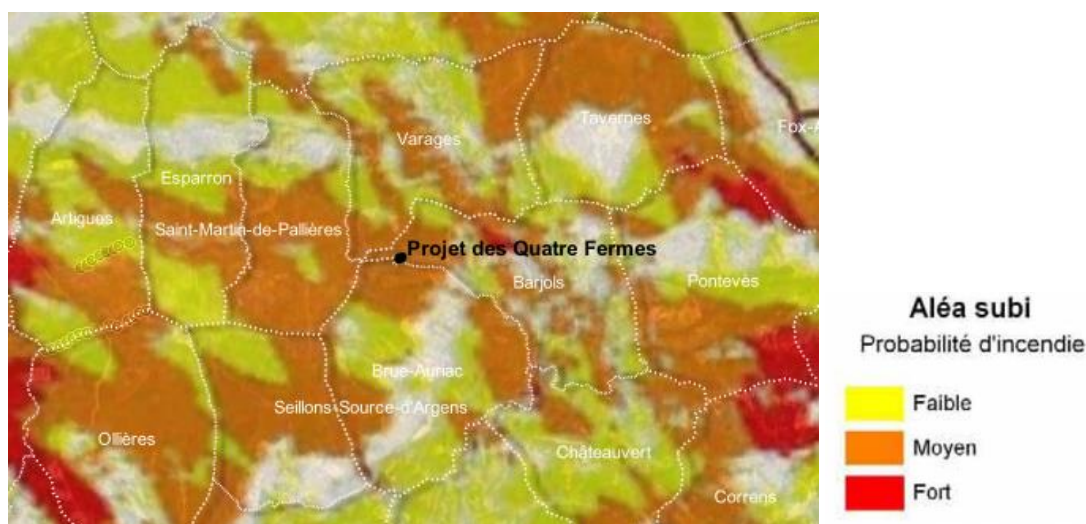 Varages
Tavernes
Fox-A
Esparron
Artigues
Saint-Martin-de-Pallières
Projet des Quatre Fermes
Barjols
Pontevès
Brue-Auriac
Seillons-Source-d'Argens
Ollières
Châteauvert
Correns
Aléa subi
Probabilité d'incendie
Faible
Moyen
Fort